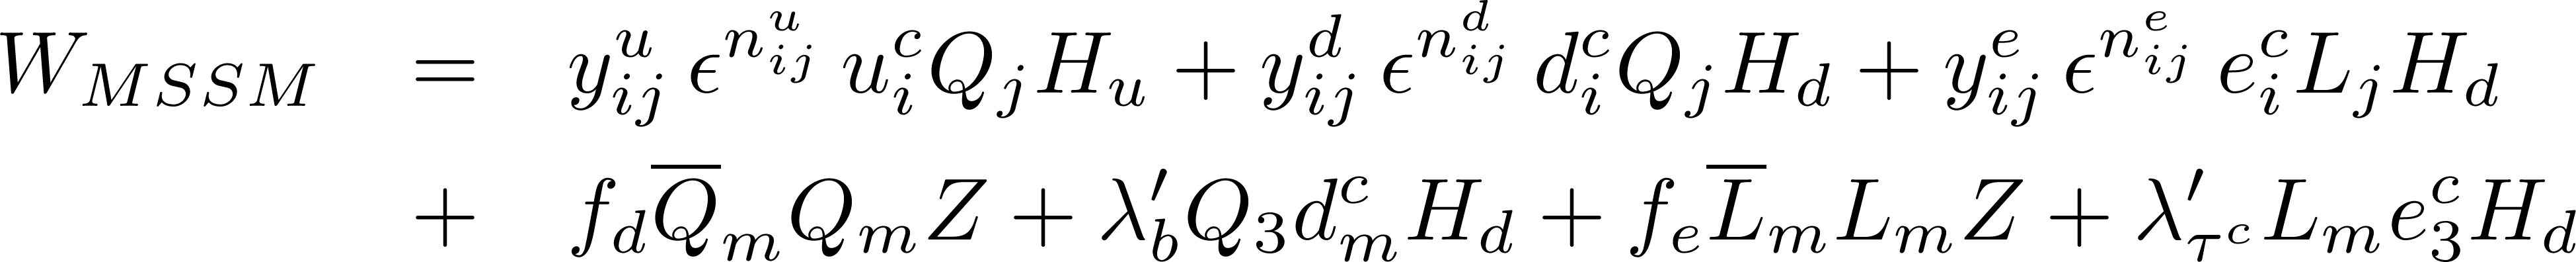 $W_{MSSM} = y^u_{ij}\,\epsilon^{n^u_{ij}}\,u^c_i Q_j H_u + y^d_{ij}\,\epsilon^{n^d_{ij}}\,d^c_i Q_j H_d + y^e_{ij}\,\epsilon^{n^e_{ij}}\,e^c_i L_j H_d$
$+ f_d \overline{Q}_m Q_m Z + \lambda'_b Q_3 d^c_m H_d + f_e \overline{L}_m L_m Z + \lambda'_{\tau^c} L_m e^c_3 H_d$